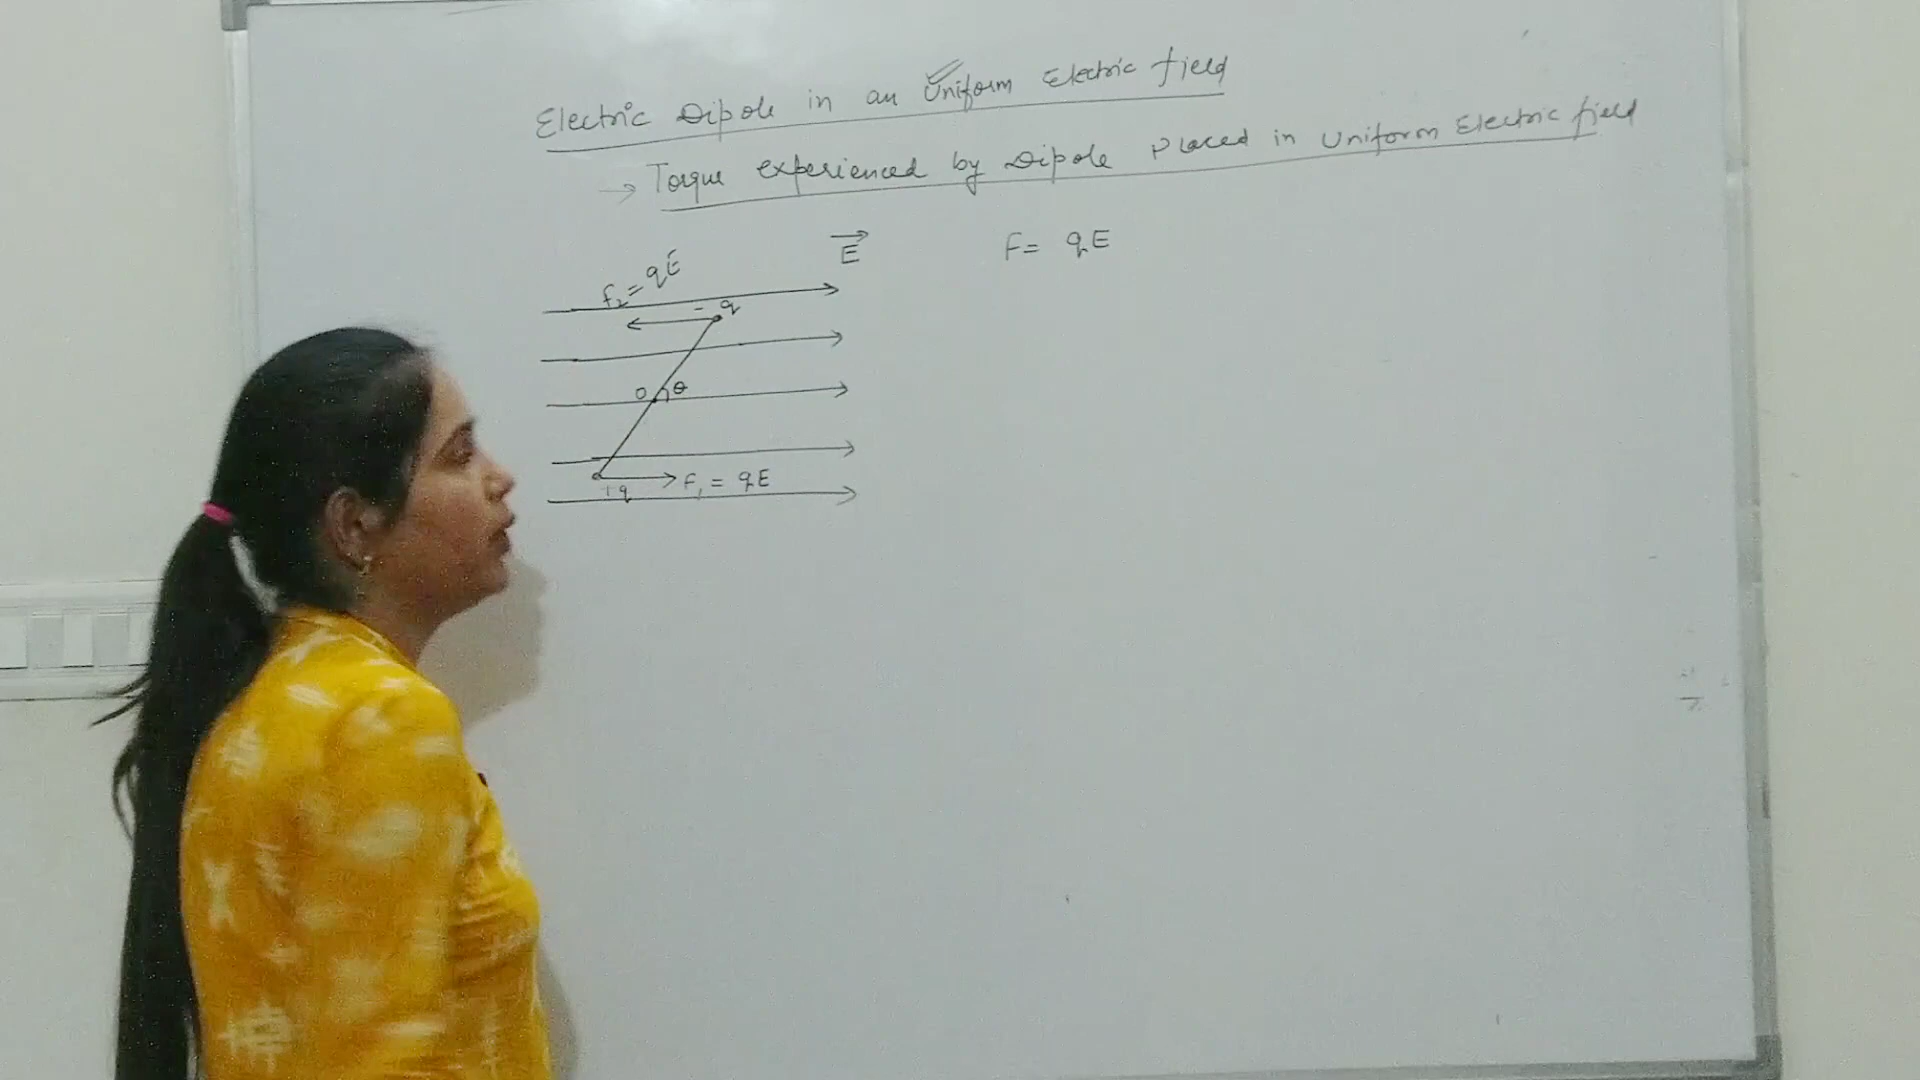 Electric Dipole in an Uniform Electric field
→ Torque experienced by Dipole Placed in Uniform Electric field
E
F = qE
F₂ = qE
- q
O θ
+q
F₁ = qE